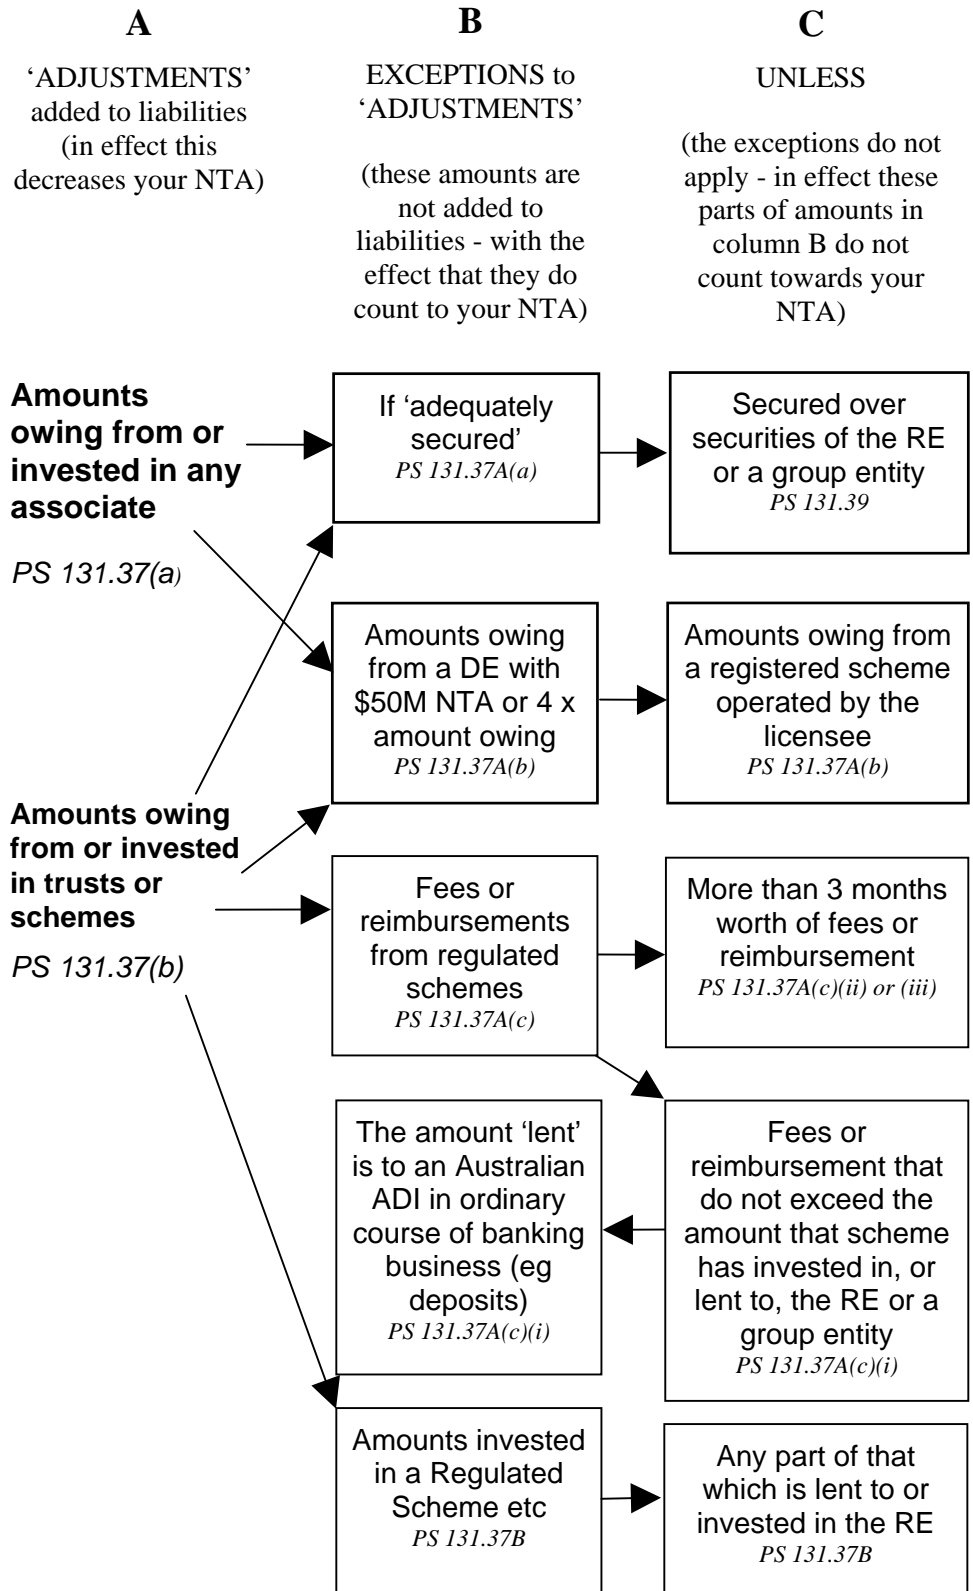 A
'ADJUSTMENTS'
added to liabilities
(in effect this
decreases your NTA)
B
EXCEPTIONS to
'ADJUSTMENTS'
(these amounts are
not added to
liabilities - with the
effect that they do
count to your NTA)
C
UNLESS
(the exceptions do not
apply - in effect these
parts of amounts in
column B do not
count towards your
NTA)
Amounts
owing from or
invested in any
associate
PS 131.37(a)
If 'adequately
secured'
PS 131.37A(a)
Secured over
securities of the RE
or a group entity
PS 131.39
Amounts owing
from a DE with
$50M NTA or 4 x
amount owing
PS 131.37A(b)
Amounts owing from
a registered scheme
operated by the
licensee
PS 131.37A(b)
Amounts owing
from or invested
in trusts or
schemes
PS 131.37(b)
Fees or
reimbursements
from regulated
schemes
PS 131.37A(c)
More than 3 months
worth of fees or
reimbursement
PS 131.37A(c)(ii) or (iii)
The amount 'lent'
is to an Australian
ADI in ordinary
course of banking
business (eg
deposits)
PS 131.37A(c)(i)
Fees or
reimbursement that
do not exceed the
amount that scheme
has invested in, or
lent to, the RE or a
group entity
PS 131.37A(c)(i)
Amounts invested
in a Regulated
Scheme etc
PS 131.37B
Any part of that
which is lent to or
invested in the RE
PS 131.37B